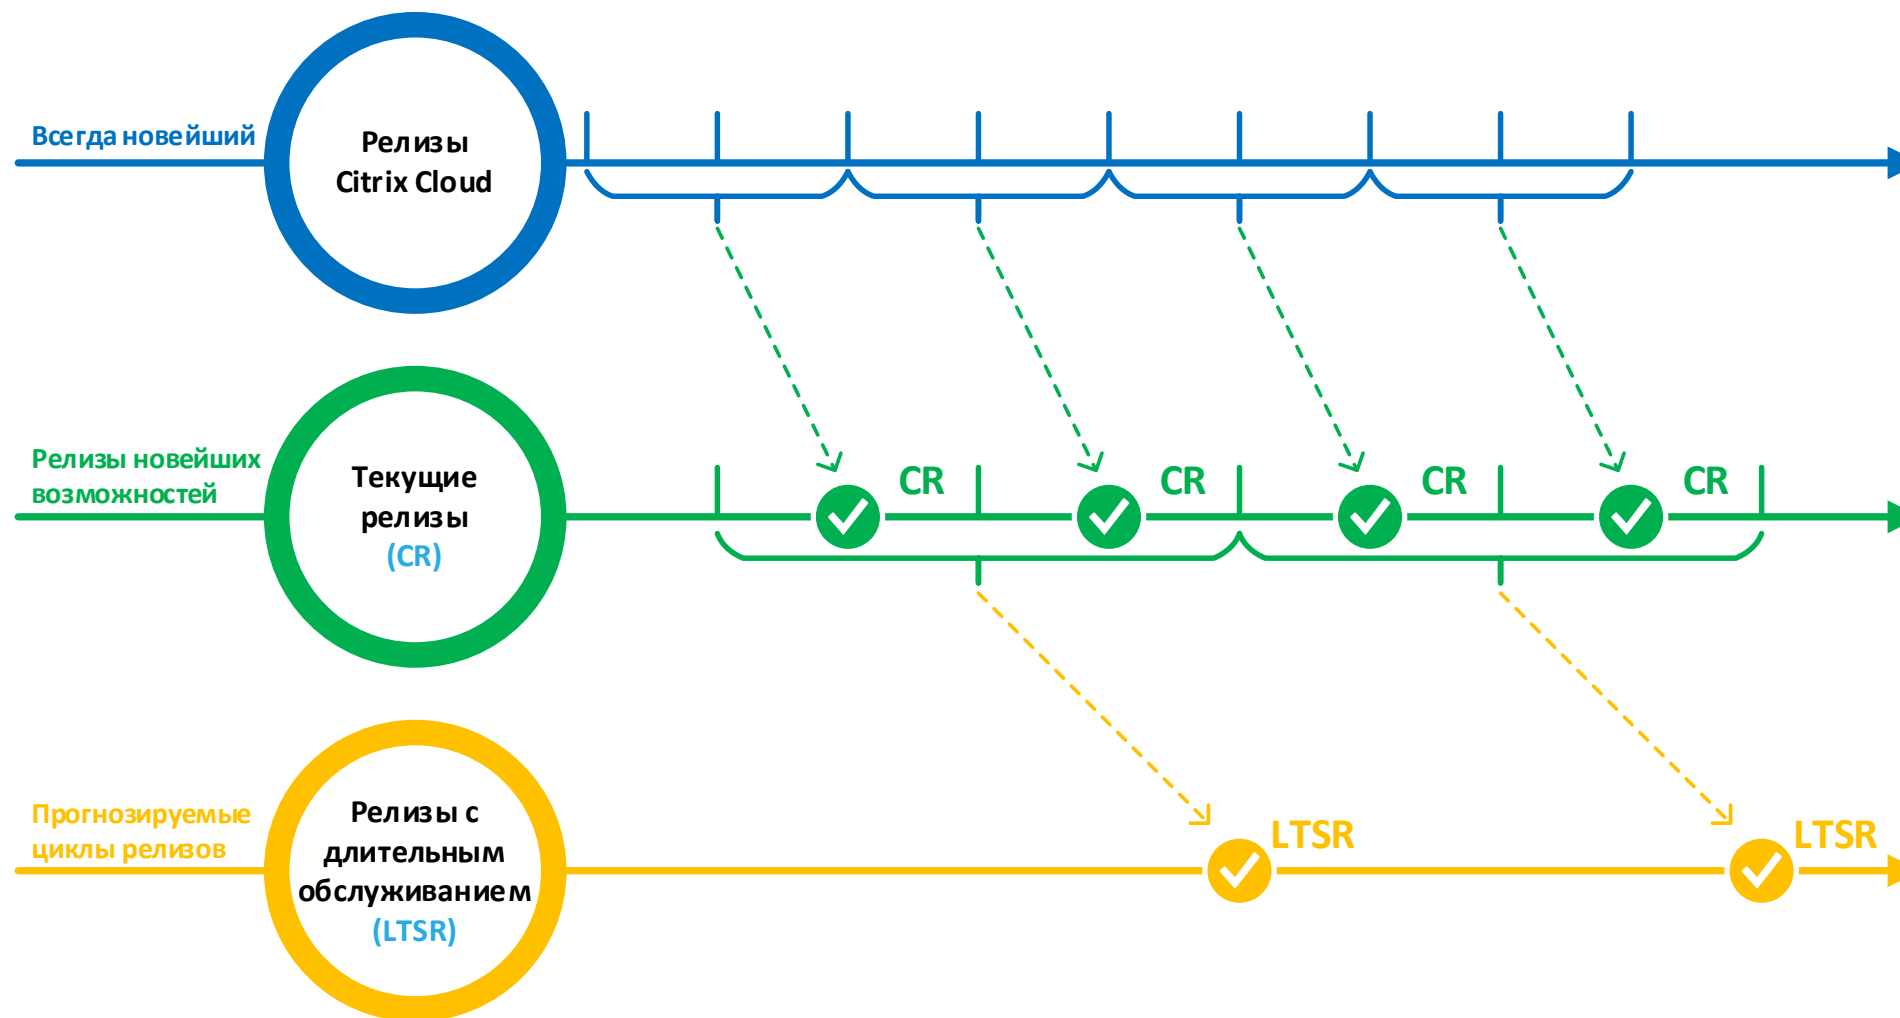 Всегда новейший
Релизы
Citrix Cloud
Релизы новейших
возможностей
Текущие
релизы
(CR)
CR
CR
CR
CR
Прогнозируемые
циклы релизов
Релизы с
длительным
обслуживанием
(LTSR)
LTSR
LTSR